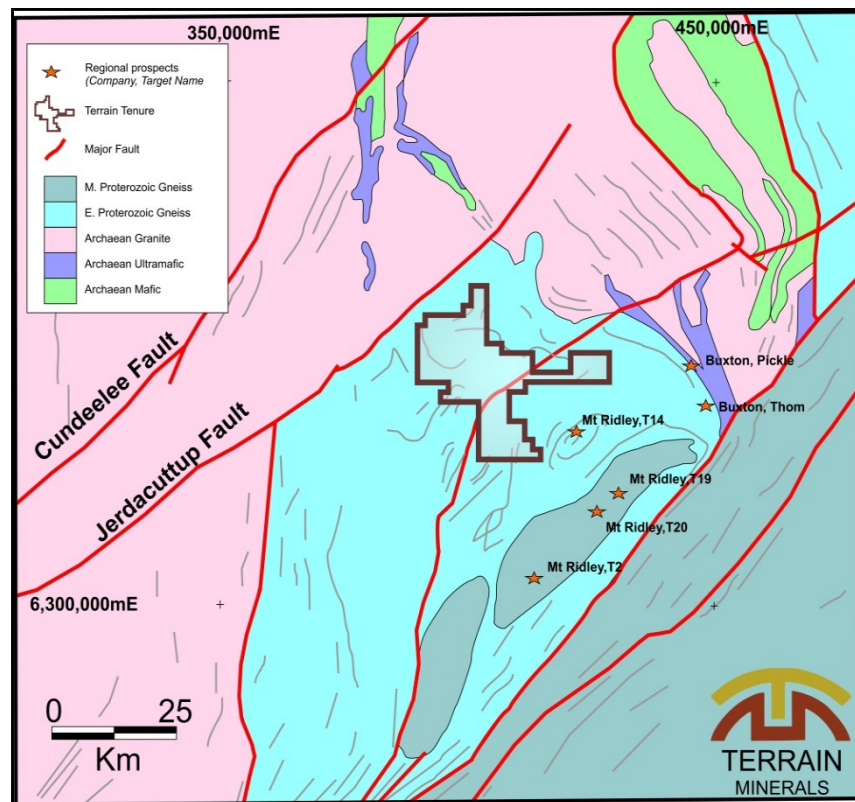 350,000mE
450,000mE
Regional prospects
(Company, Target Name
Terrain Tenure
Major Fault
M. Proterozoic Gneiss
E. Proterozoic Gneiss
Archaean Granite
Archaean Ultramafic
Archaean Mafic
Cundeelee Fault
Jerdacuttup Fault
Buxton, Pickle
Buxton, Thom
Mt Ridley,T14
Mt Ridley,T19
Mt Ridley,T20
Mt Ridley,T2
6,300,000mE
0 25
Km
TERRAIN
MINERALS